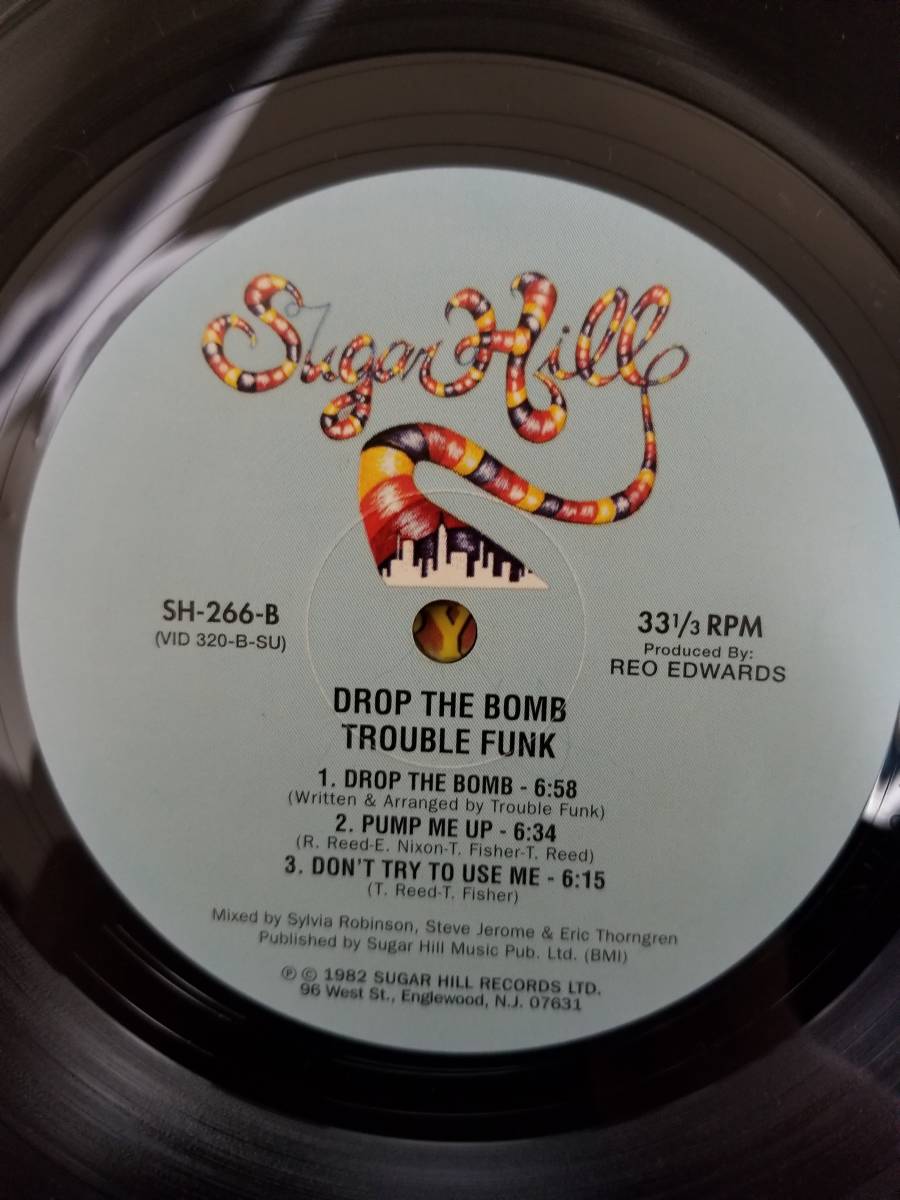 Sugar Hill
SH-266-B
(VID 320-B-SU)
33 1/3 RPM
Produced By:
REO EDWARDS
DROP THE BOMB
TROUBLE FUNK
1. DROP THE BOMB - 6:58
(Written & Arranged by Trouble Funk)
2. PUMP ME UP - 6:34
(R. Reed-E. Nixon-T. Fisher-T. Reed)
3. DON'T TRY TO USE ME - 6:15
(T. Reed-T. Fisher)
Mixed by Sylvia Robinson, Steve Jerome & Eric Thorngren
Published by Sugar Hill Music Pub. Ltd. (BMI)
℗ © 1982 SUGAR HILL RECORDS LTD.
96 West St., Englewood, N.J. 07631